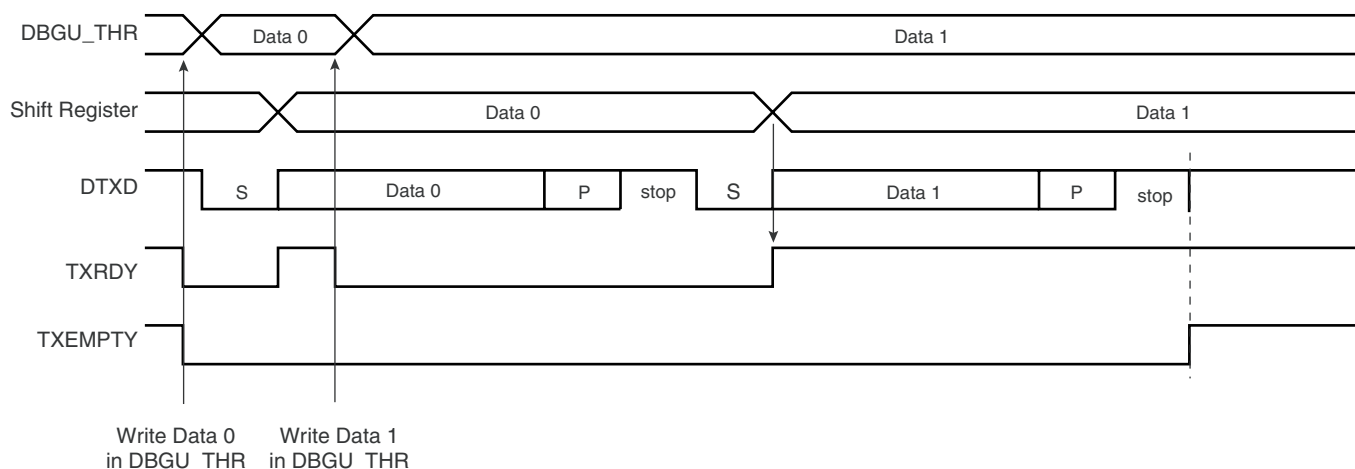 DBGU_THR
Data 0
Data 1
Shift Register
Data 0
Data 1
DTXD
S
Data 0
P
stop
S
Data 1
P
stop
TXRDY
TXEMPTY
Write Data 0
in DBGU_THR
Write Data 1
in DBGU_THR